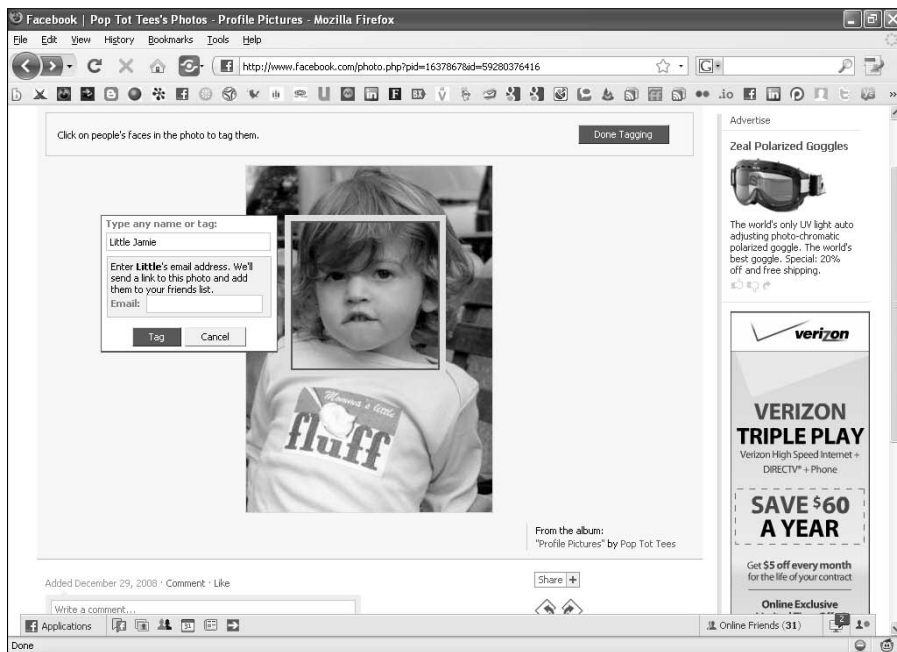 Facebook | Pop Tot Tees's Photos - Profile Pictures - Mozilla Firefox
File Edit View History Bookmarks Tools Help
http://www.facebook.com/photo.php?pid=1637867&id=59280376416
Click on people's faces in the photo to tag them.
Done Tagging
Type any name or tag:
Little Jamie
Enter Little's email address. We'll
send a link to this photo and add
them to your friends list.
Email:
Tag Cancel
Momma's little
fluff
From the album:
"Profile Pictures" by Pop Tot Tees
Added December 29, 2008 · Comment · Like
Write a comment...
Share +
Advertise
Zeal Polarized Goggles
The world's only UV light auto
adjusting photo-chromatic
polarized goggle. The world's
best goggle. Special: 20%
off and free shipping.
verizon
VERIZON
TRIPLE PLAY
Verizon High Speed Internet +
DIRECTV® + Phone
SAVE $60
A YEAR
Get $5 off every month
for the life of your contract
Online Exclusive
Applications
31
Online Friends (31)
2
Done